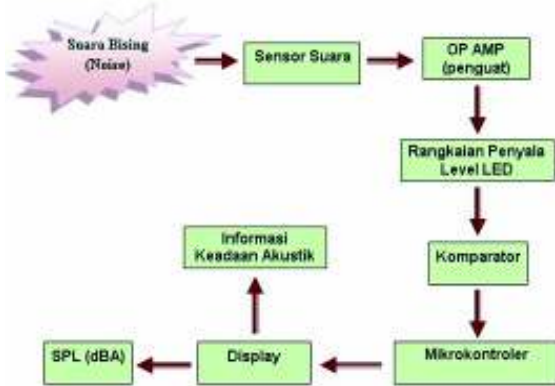 Suara Bising
(Noise)
Sensor Suara
OP AMP
(penguat)
Rangkaian Penyala
Level LED
Komparator
Mikrokontroler
Display
Informasi
Keadaan Akustik
SPL (dBA)